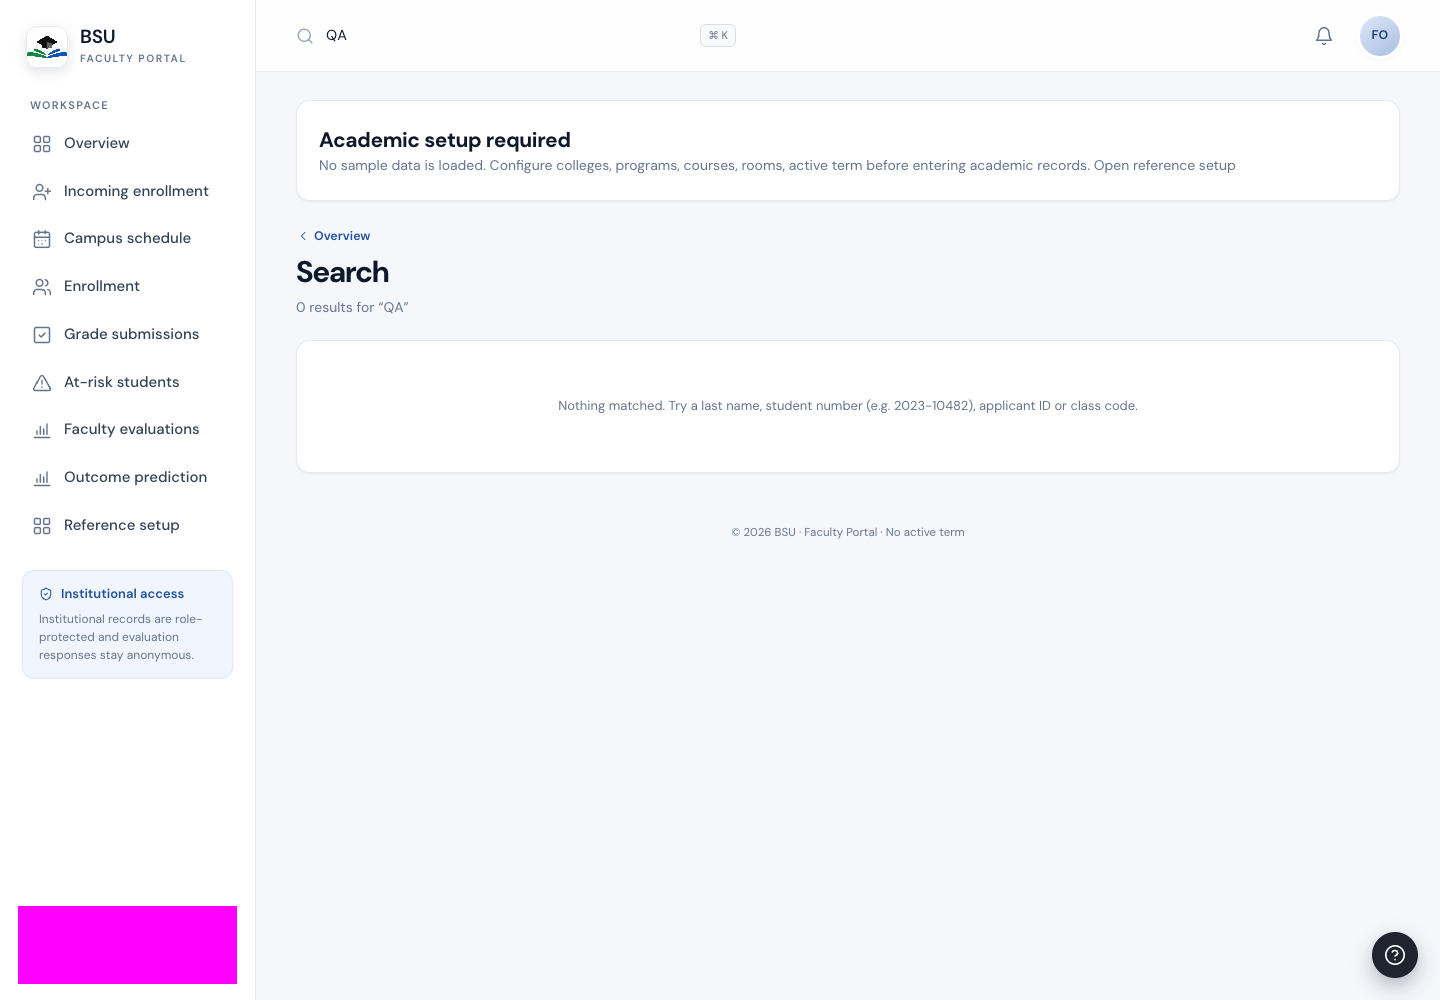 BSU
FACULTY PORTAL
WORKSPACE
Overview
Incoming enrollment
Campus schedule
Enrollment
Grade submissions
At-risk students
Faculty evaluations
Outcome prediction
Reference setup
Institutional access
Institutional records are role-
protected and evaluation
responses stay anonymous.
QA
⌘ K
FO
Academic setup required
No sample data is loaded. Configure colleges, programs, courses, rooms, active term before entering academic records. Open reference setup
Overview
Search
0 results for “QA”
Nothing matched. Try a last name, student number (e.g. 2023-10482), applicant ID or class code.
© 2026 BSU · Faculty Portal · No active term